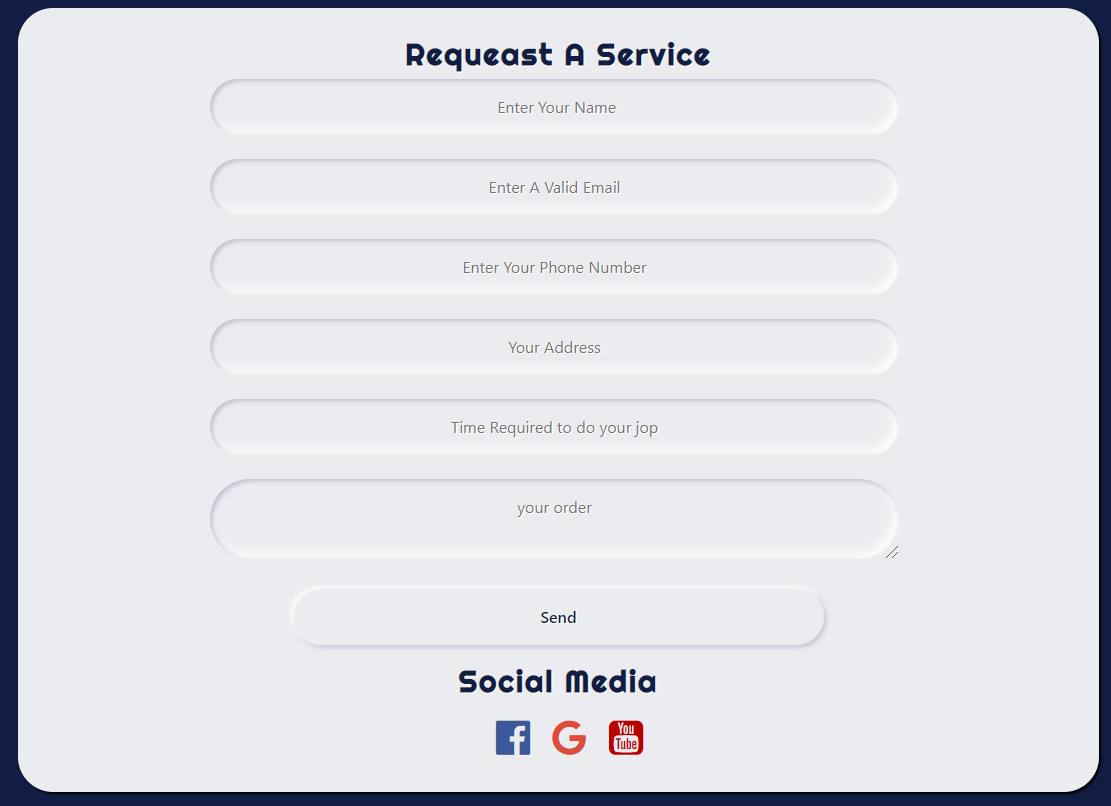 Requeast A Service
Enter Your Name
Enter A Valid Email
Enter Your Phone Number
Your Address
Time Required to do your jop
your order
Send
Social Media
You
Tube